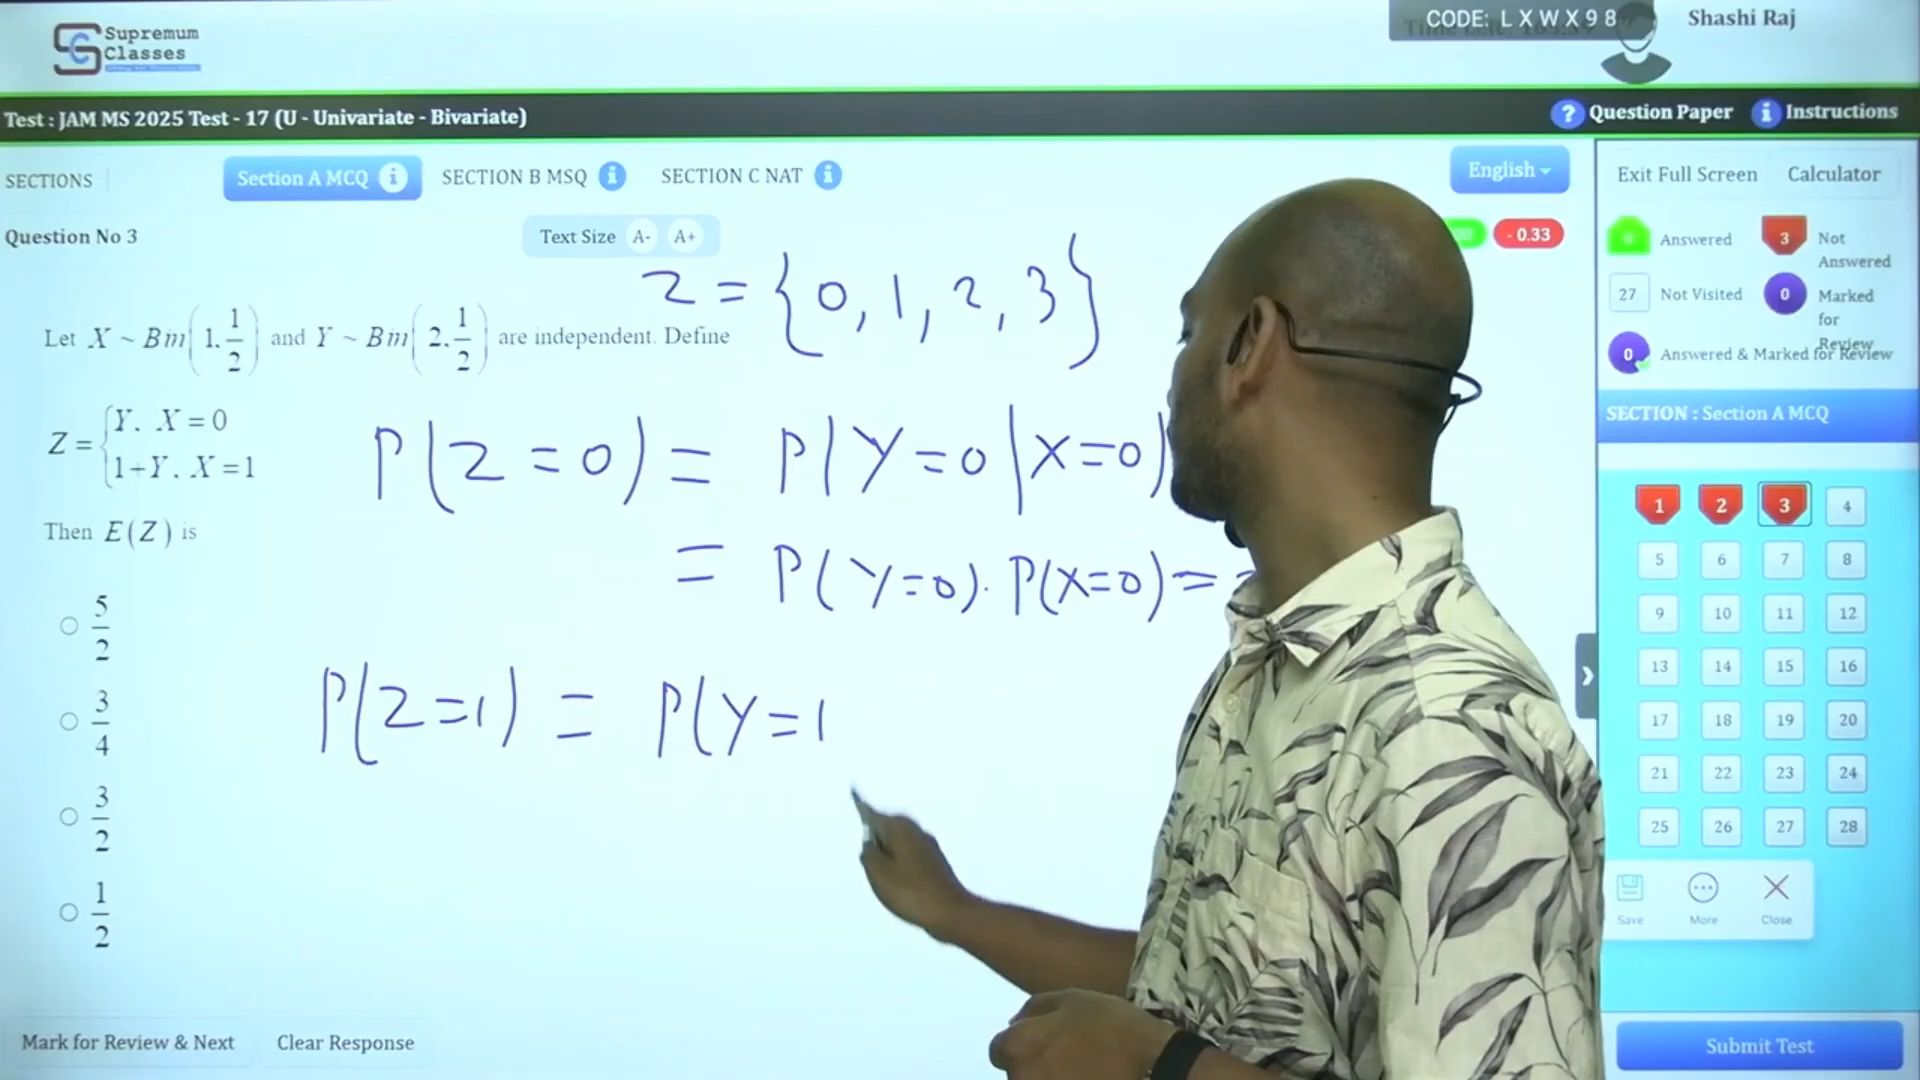 Supremum
Classes
CODE: LXWX98
Shashi Raj
Test : JAM MS 2025 Test - 17 (U - Univariate - Bivariate)
? Question Paper
i Instructions
SECTIONS
Section A MCQ i
SECTION B MSQ i
SECTION C NAT i
English
Exit Full Screen
Calculator
Question No 3
Text Size A- A+
- 0.33
Answered
3 Not Answered
27 Not Visited
0 Marked for Review
0 Answered & Marked for Review
Z = {0, 1, 2, 3}
Let X ~ Bin(1, 1/2) and Y ~ Bin(2, 1/2) are independent. Define
Z = { Y, X = 0
1+Y, X = 1
Then E(Z) is
P(Z=0) = P(Y=0 | X=0)
= P(Y=0). P(X=0) =
P(Z=1) = P(Y=1
5/2
3/4
3/2
1/2
SECTION : Section A MCQ
1 2 3 4
5 6 7 8
9 10 11 12
13 14 15 16
17 18 19 20
21 22 23 24
25 26 27 28
Save More Close
Mark for Review & Next
Clear Response
Submit Test